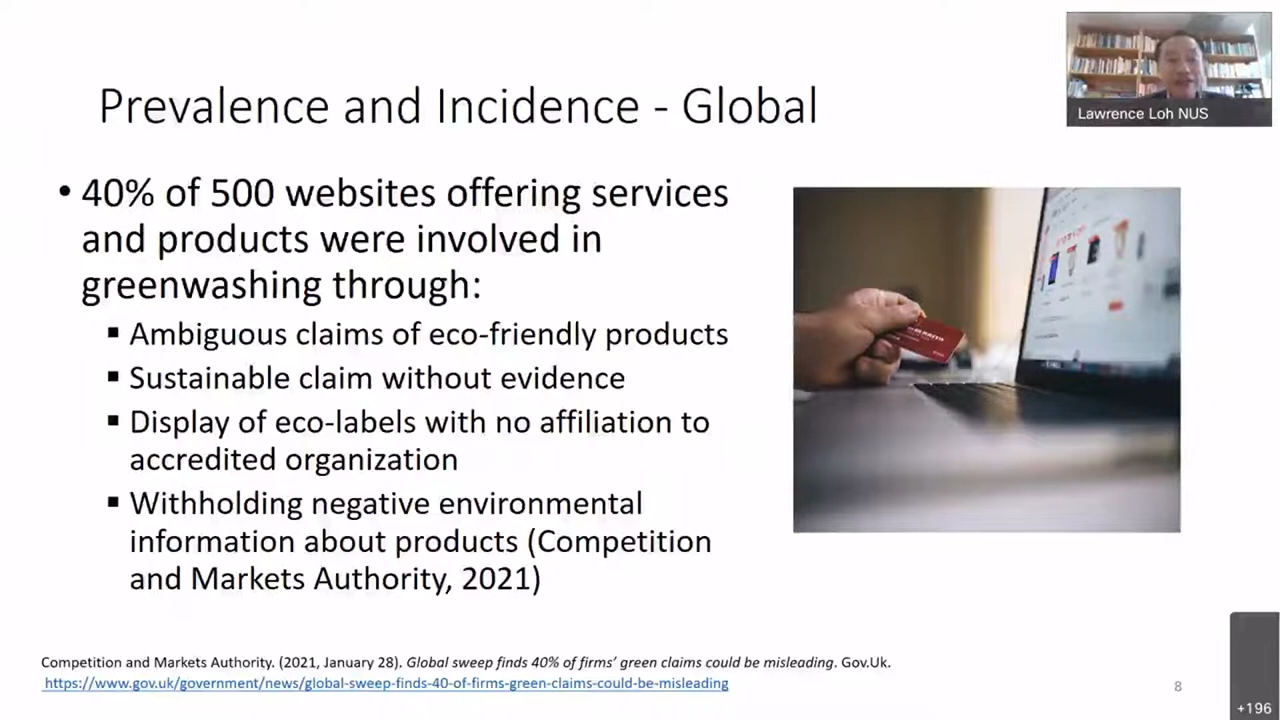 Lawrence Loh NUS
Prevalence and Incidence - Global
• 40% of 500 websites offering services
and products were involved in
greenwashing through:
▪ Ambiguous claims of eco-friendly products
▪ Sustainable claim without evidence
▪ Display of eco-labels with no affiliation to
accredited organization
▪ Withholding negative environmental
information about products (Competition
and Markets Authority, 2021)
Competition and Markets Authority. (2021, January 28). Global sweep finds 40% of firms’ green claims could be misleading. Gov.Uk.
https://www.gov.uk/government/news/global-sweep-finds-40-of-firms-green-claims-could-be-misleading
8
+196